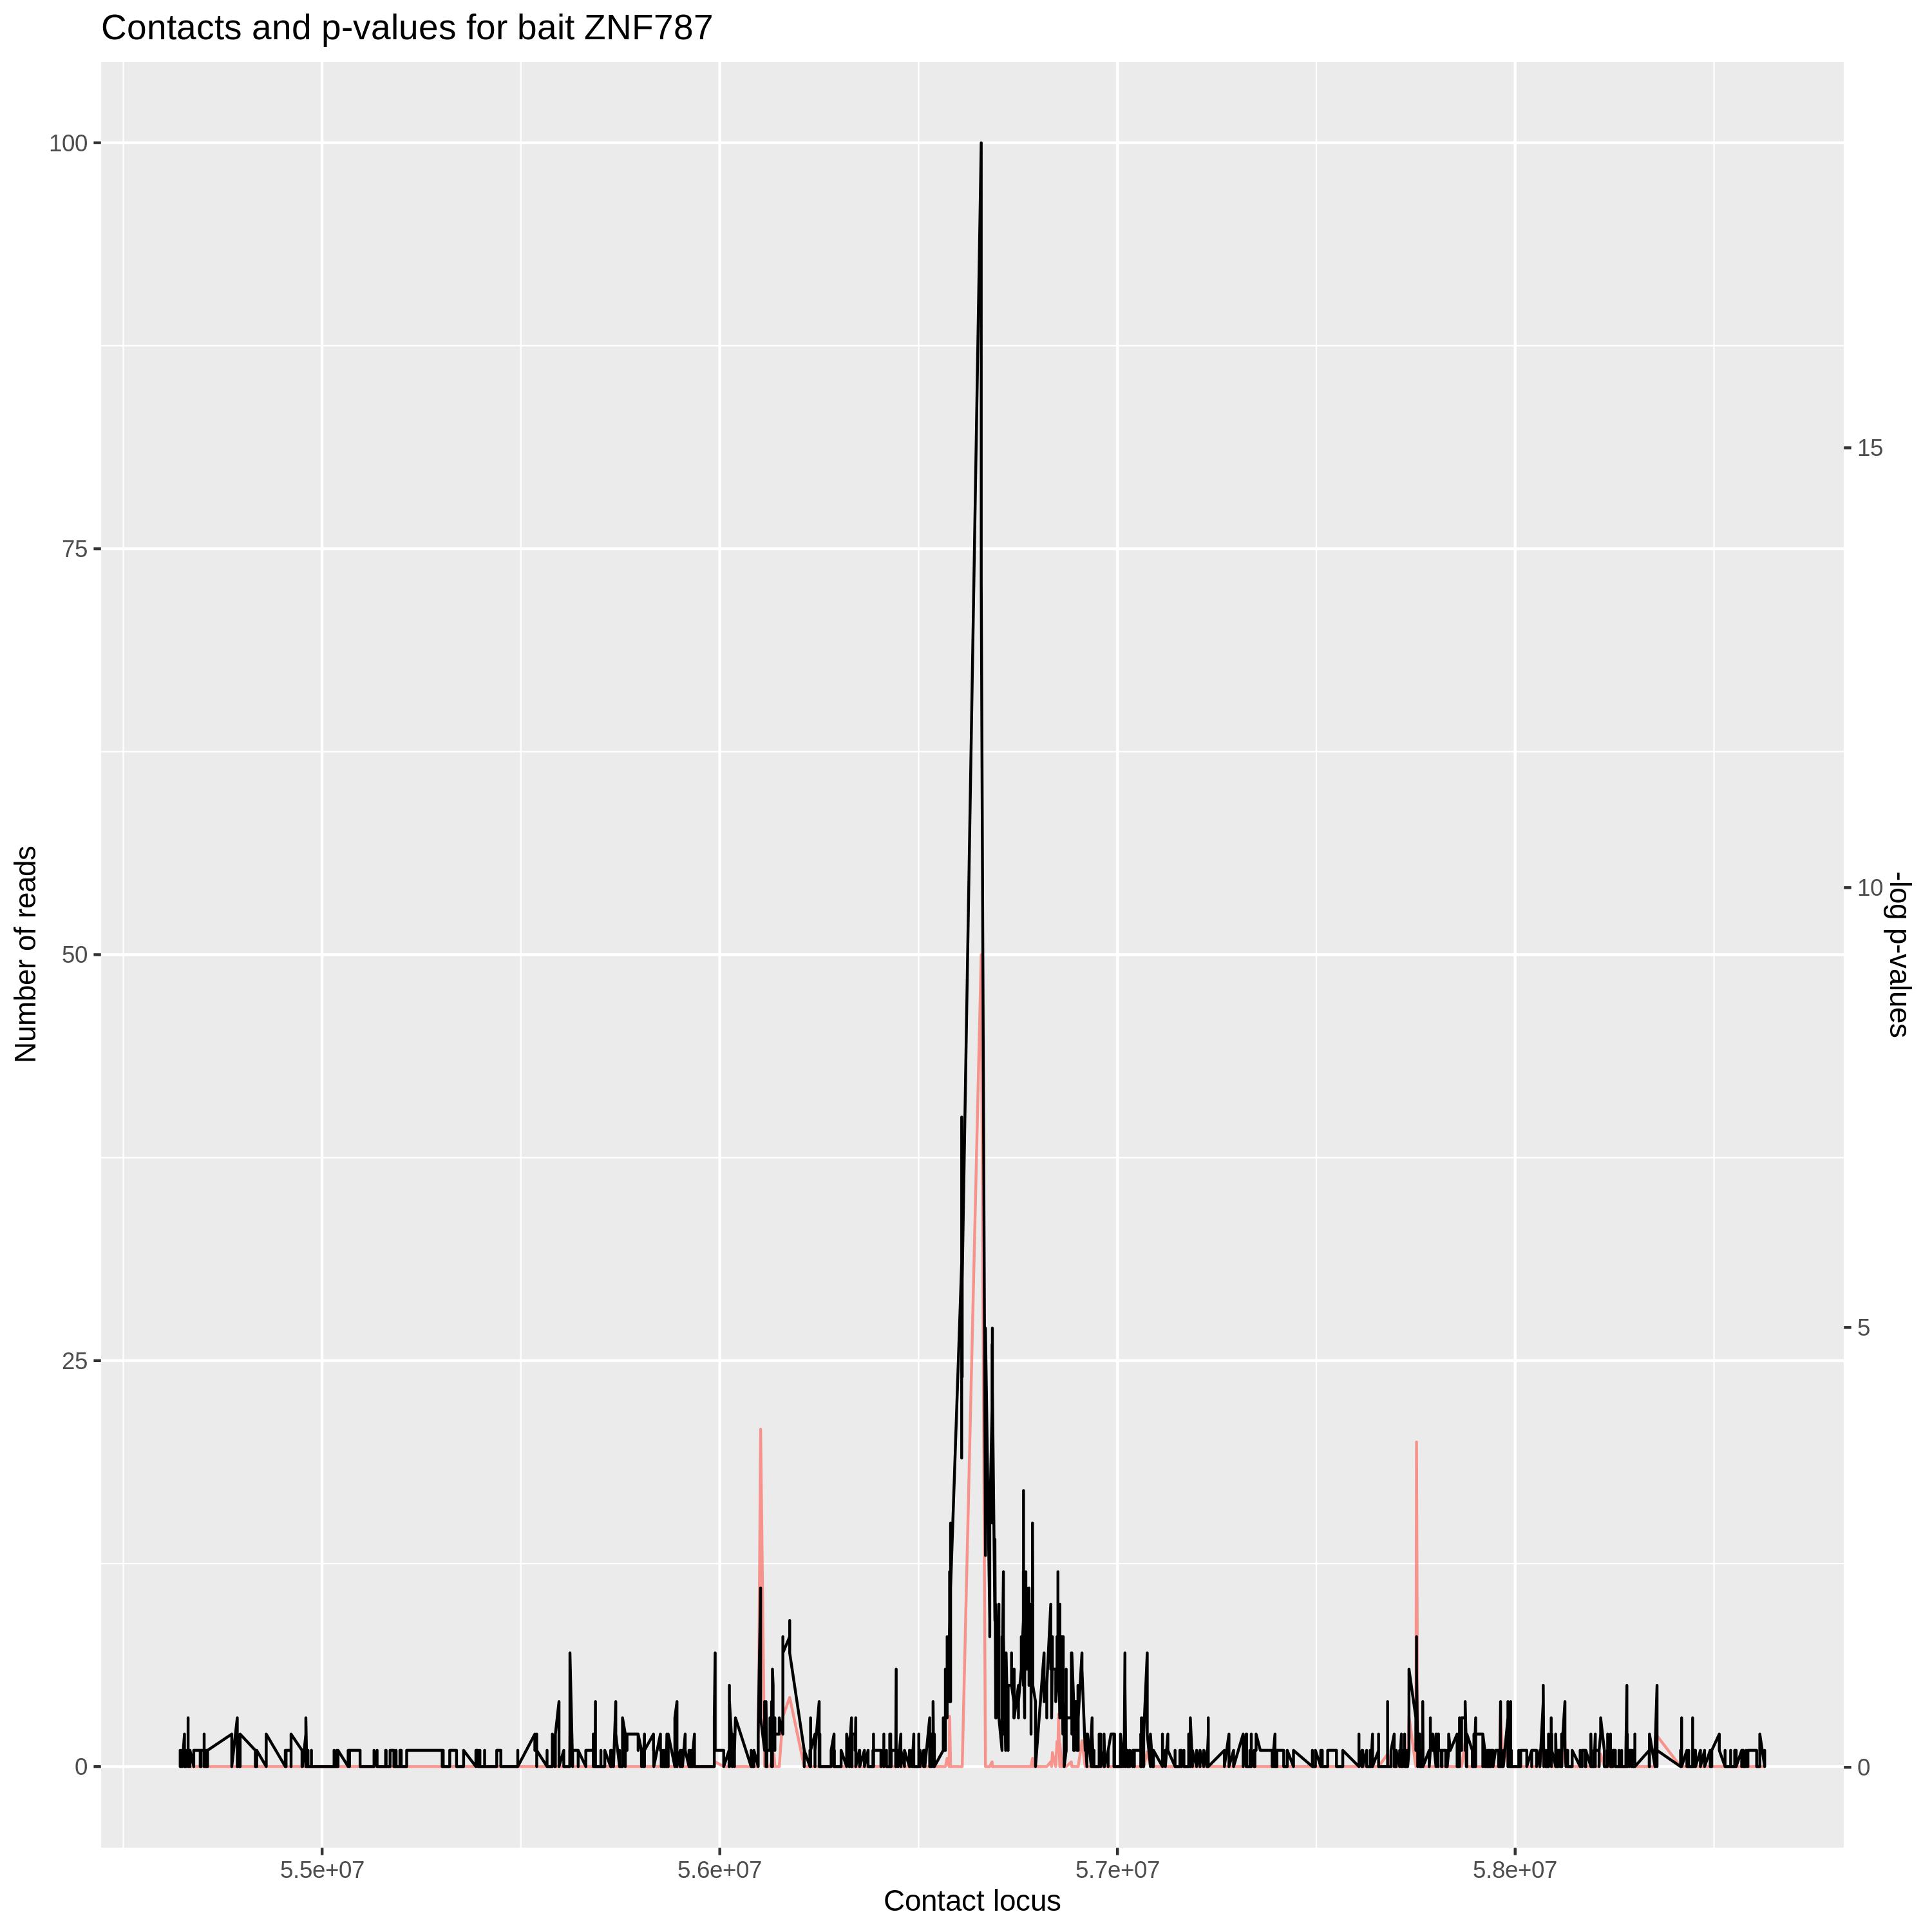 Contacts and p-values for bait ZNF787
100
75
50
25
0
Number of reads
15
10
5
0
-log p-values
5.5e+07
5.6e+07
5.7e+07
5.8e+07
Contact locus